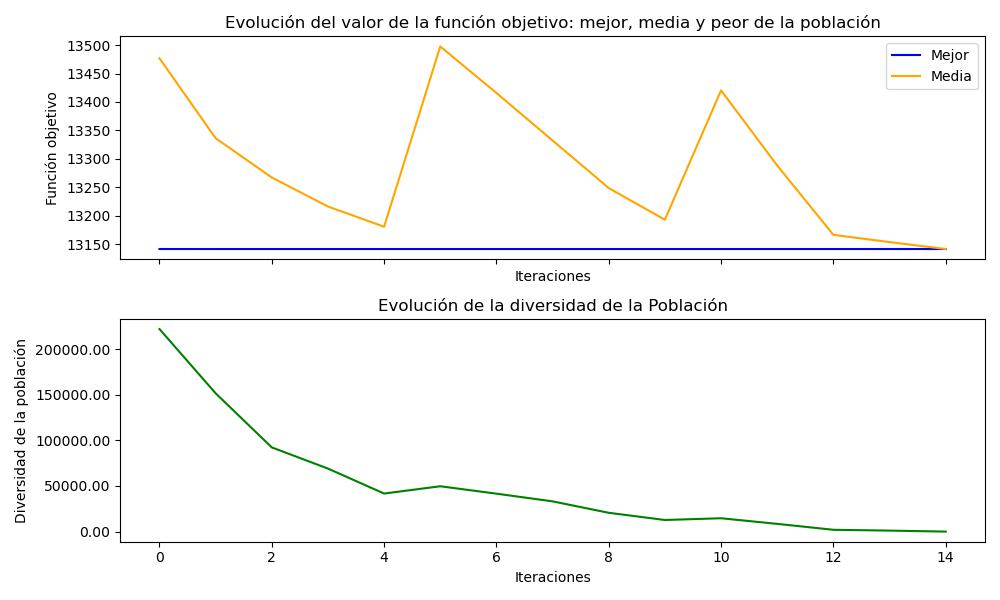 Evolución del valor de la función objetivo: mejor, media y peor de la población
Función objetivo
13500
13450
13400
13350
13300
13250
13200
13150
Mejor
Media
Iteraciones
Evolución de la diversidad de la Población
Diversidad de la población
200000.00
150000.00
100000.00
50000.00
0.00
0 2 4 6 8 10 12 14
Iteraciones